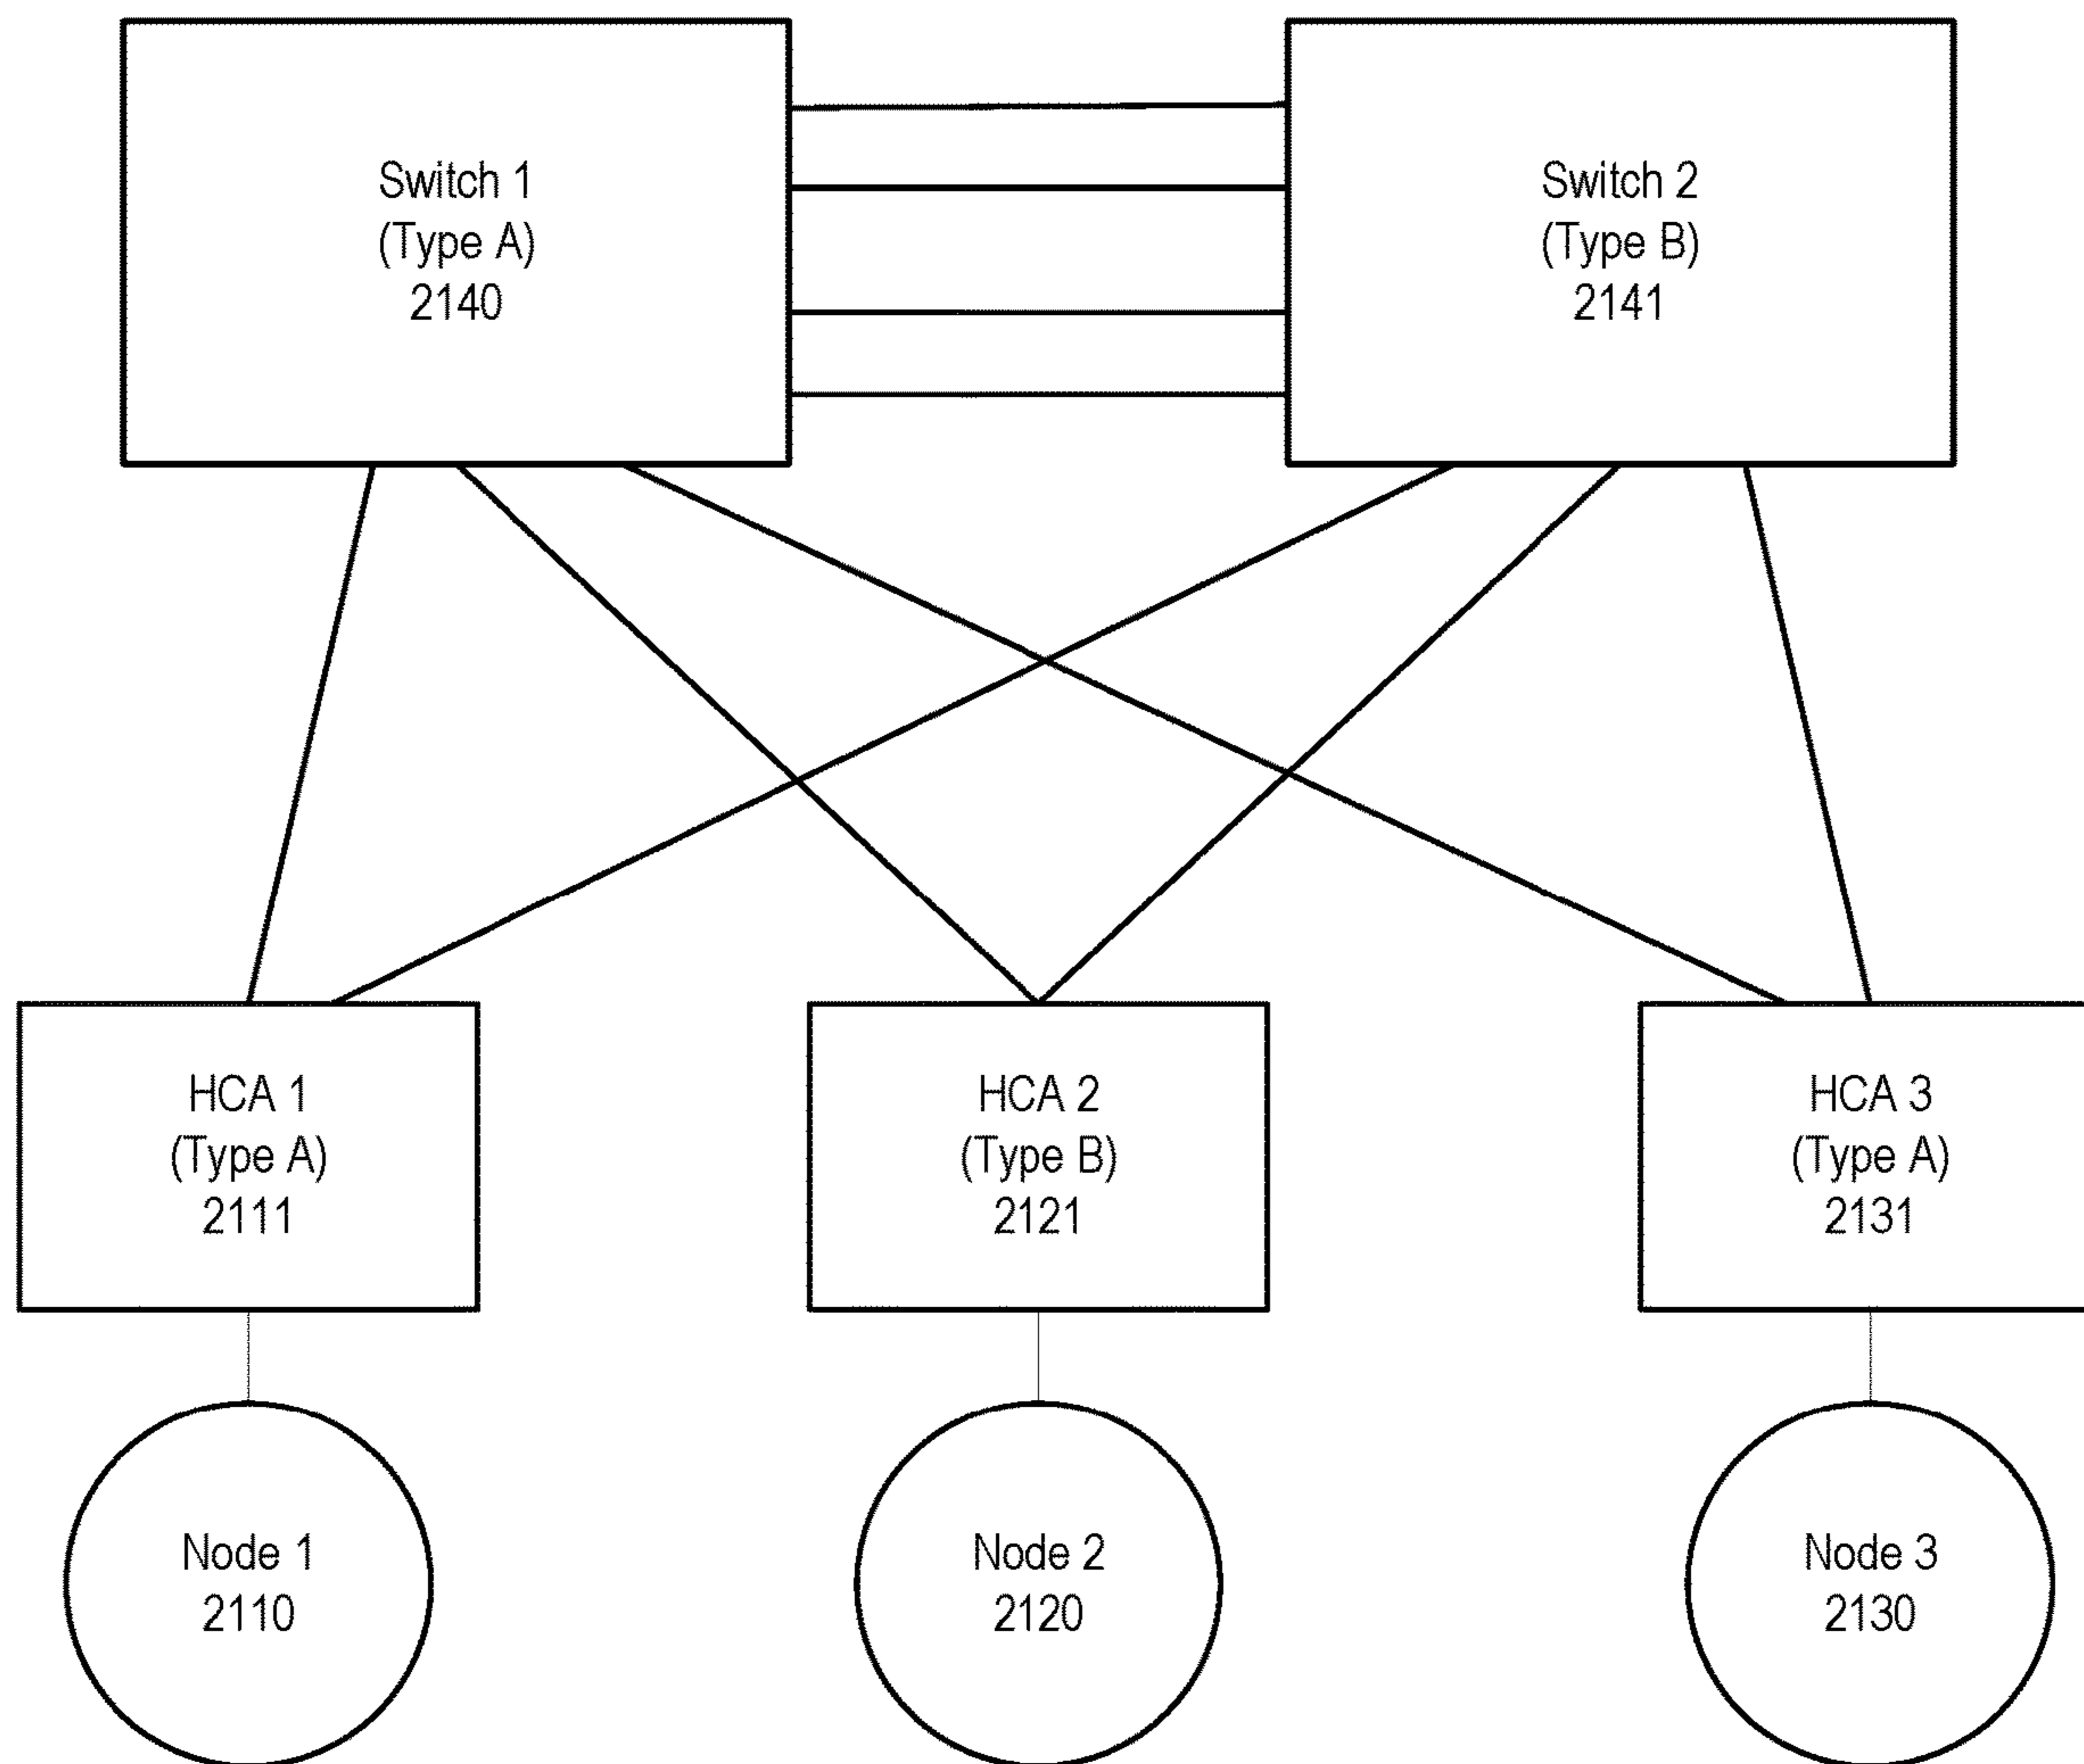 Switch 1
(Type A)
2140
Switch 2
(Type B)
2141
HCA 1
(Type A)
2111
HCA 2
(Type B)
2121
HCA 3
(Type A)
2131
Node 1
2110
Node 2
2120
Node 3
2130